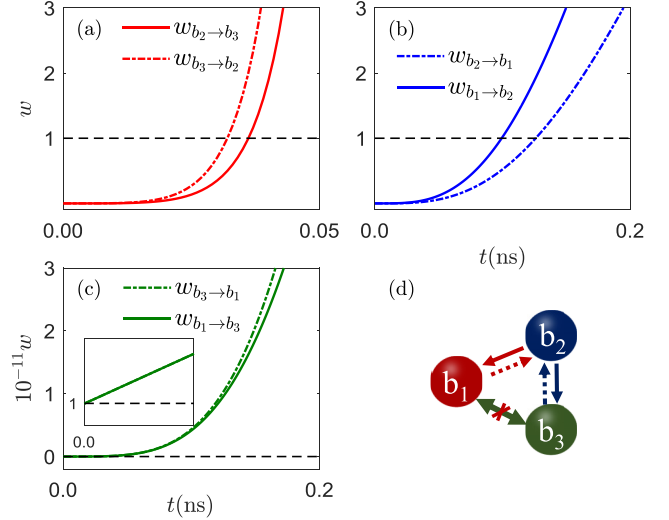 (a)
w_{b_2→b_3}
w_{b_3→b_2}
3
2
1
w
0.00
0.05
(b)
w_{b_2→b_1}
w_{b_1→b_2}
3
2
1
0.0
0.2
t(ns)
(c)
w_{b_3→b_1}
w_{b_1→b_3}
3
2
1
0
10^{-11}w
1
0.0
0.0
0.2
t(ns)
(d)
b_2
b_1
b_3